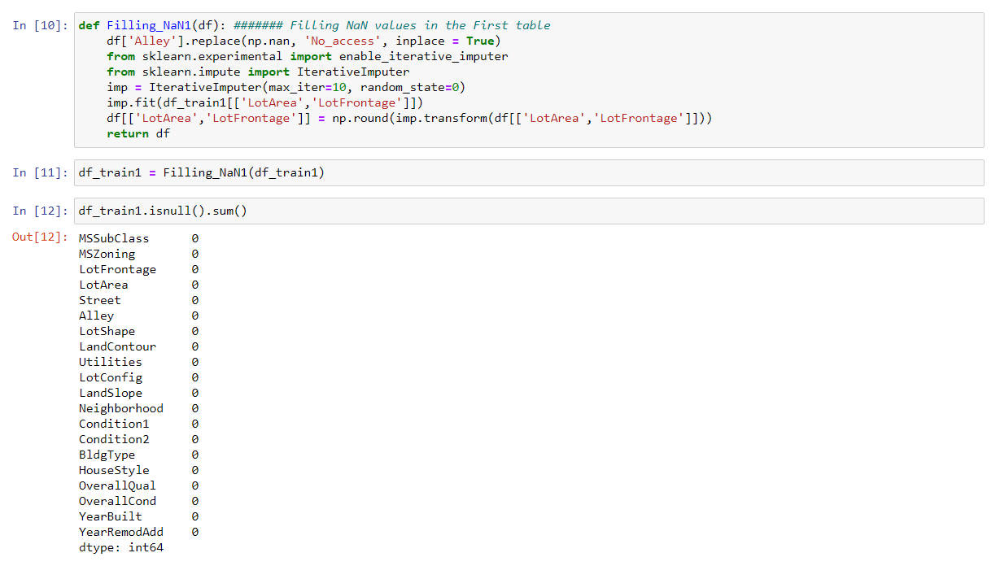 In [10]: def Filling_NaN1(df): ####### Filling NaN values in the First table
df['Alley'].replace(np.nan, 'No_access', inplace = True)
from sklearn.experimental import enable_iterative_imputer
from sklearn.impute import IterativeImputer
imp = IterativeImputer(max_iter=10, random_state=0)
imp.fit(df_train1[['LotArea','LotFrontage']])
df[['LotArea','LotFrontage']] = np.round(imp.transform(df[['LotArea','LotFrontage']]))
return df
In [11]: df_train1 = Filling_NaN1(df_train1)
In [12]: df_train1.isnull().sum()
Out[12]: MSSubClass 0
MSZoning 0
LotFrontage 0
LotArea 0
Street 0
Alley 0
LotShape 0
LandContour 0
Utilities 0
LotConfig 0
LandSlope 0
Neighborhood 0
Condition1 0
Condition2 0
BldgType 0
HouseStyle 0
OverallQual 0
OverallCond 0
YearBuilt 0
YearRemodAdd 0
dtype: int64